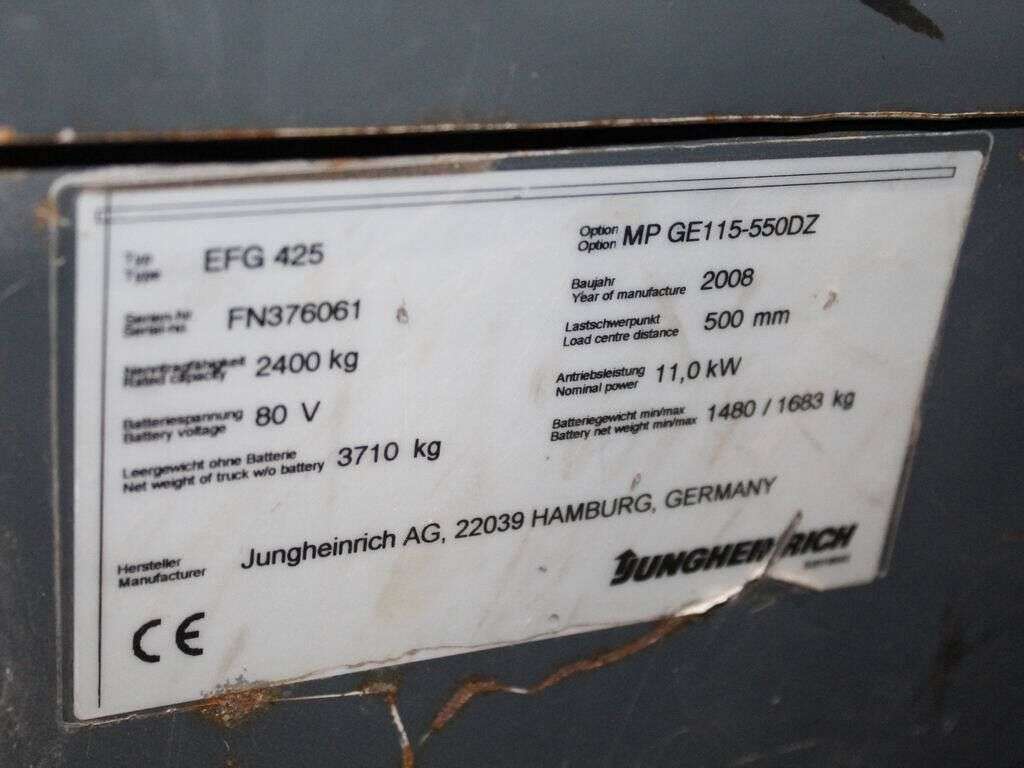 Typ
Type EFG 425
Option
Option MP GE115-550DZ
Serien-Nr
Serial-no. FN376061
Baujahr
Year of manufacture 2008
Nenntragfähigkeit
Rated capacity 2400 kg
Lastschwerpunkt
Load centre distance 500 mm
Batteriespannung
Battery voltage 80 V
Antriebsleistung
Nominal power 11,0 kW
Leergewicht ohne Batterie
Net weight of truck w/o battery 3710 kg
Batteriegewicht min/max
Battery net weight min/max 1480 / 1683 kg
Hersteller
Manufacturer Jungheinrich AG, 22039 HAMBURG, GERMANY
JUNGHEINRICH
CE